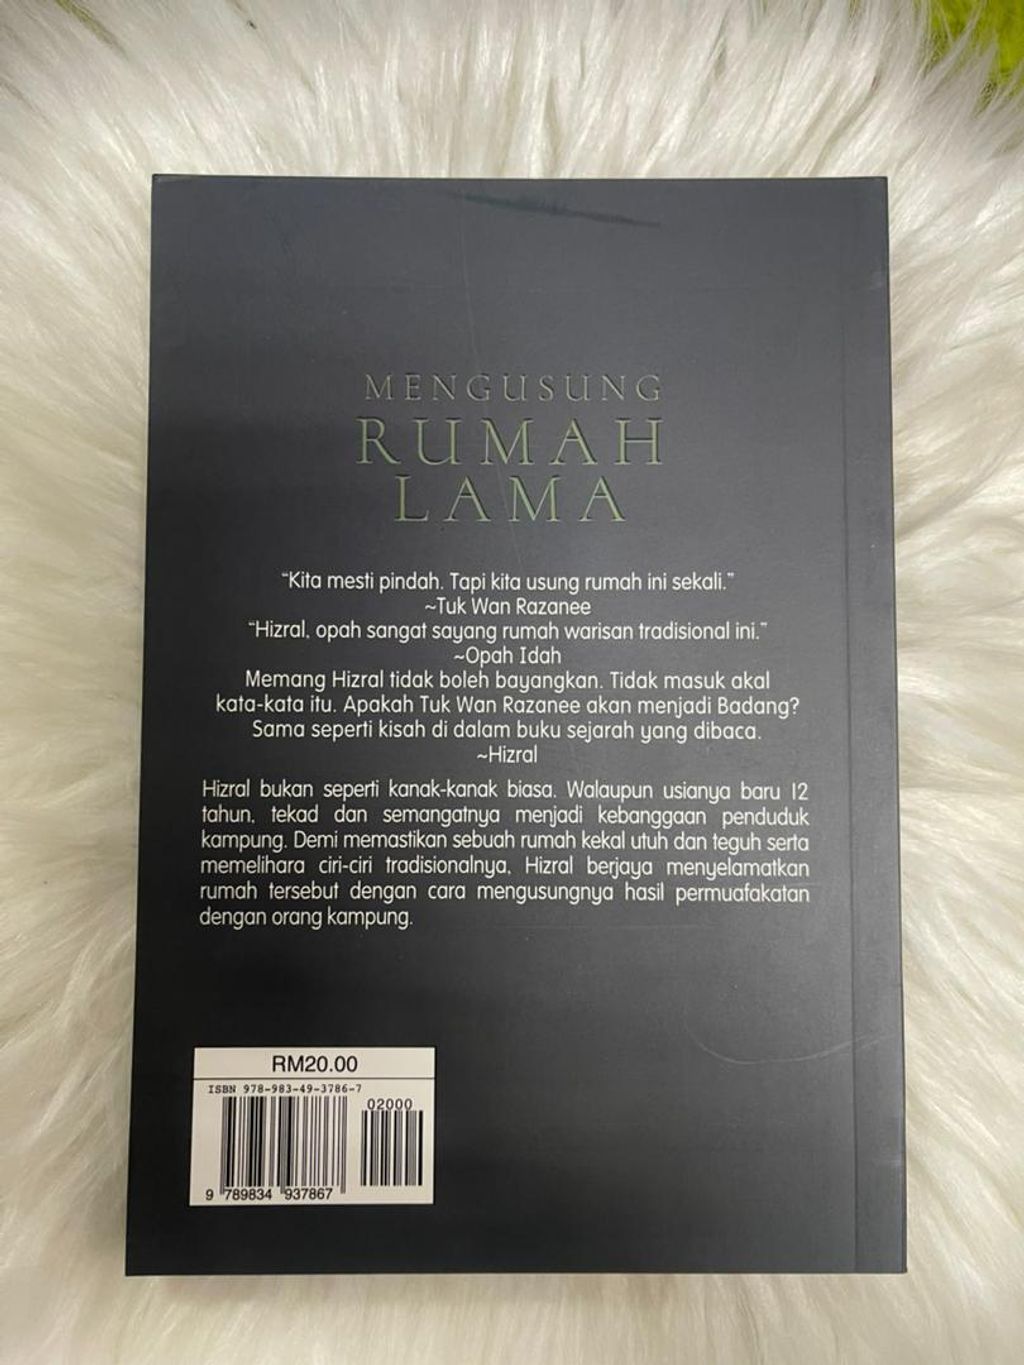 MENGUSUNG
RUMAH
LAMA
"Kita mesti pindah. Tapi kita usung rumah ini sekali."
~Tuk Wan Razanee
"Hizral, opah sangat sayang rumah warisan tradisional ini."
~Opah Idah
Memang Hizral tidak boleh bayangkan. Tidak masuk akal
kata-kata itu. Apakah Tuk Wan Razanee akan menjadi Badang?
Sama seperti kisah di dalam buku sejarah yang dibaca.
~Hizral
Hizral bukan seperti kanak-kanak biasa. Walaupun usianya baru 12
tahun, tekad dan semangatnya menjadi kebanggaan penduduk
kampung. Demi memastikan sebuah rumah kekal utuh dan teguh serta
memelihara ciri-ciri tradisionalnya, Hizral berjaya menyelamatkan
rumah tersebut dengan cara mengusungnya hasil permuafakatan
dengan orang kampung.
RM20.00
ISBN 978-983-49-3786-7
02000
9 789834 937867